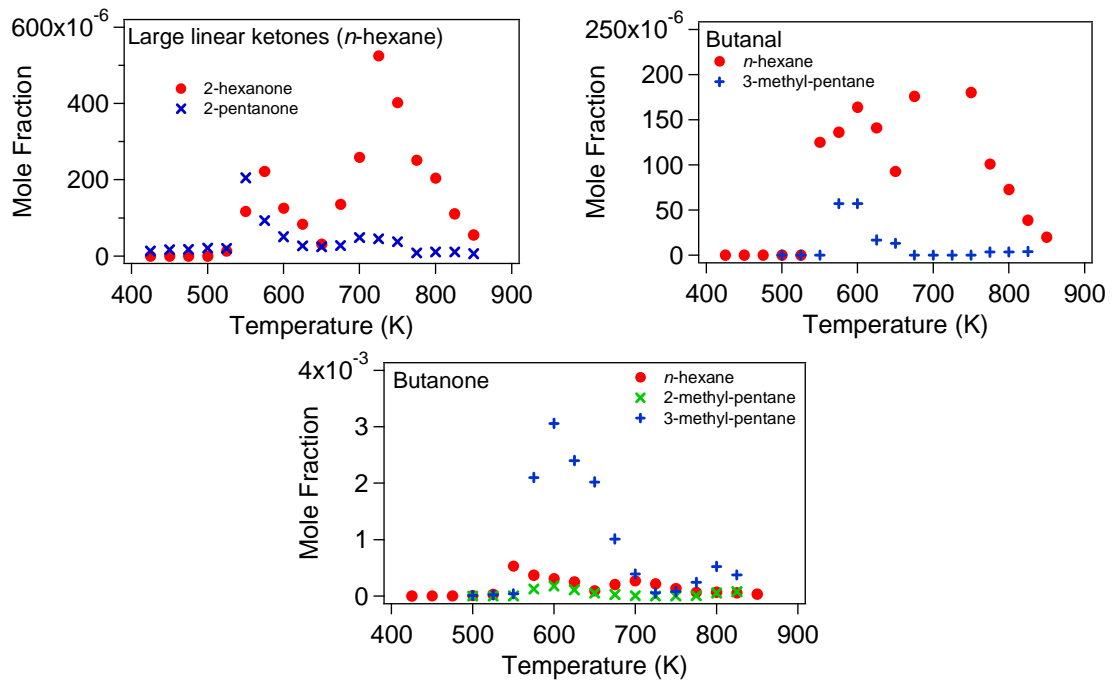 Large linear ketones (n-hexane)
2-hexanone
2-pentanone
600x10-6
400
200
0
Mole Fraction
400 500 600 700 800 900
Temperature (K)
Butanal
n-hexane
3-methyl-pentane
250x10-6
200
150
100
50
0
Mole Fraction
400 500 600 700 800 900
Temperature (K)
Butanone
n-hexane
2-methyl-pentane
3-methyl-pentane
4x10-3
3
2
1
0
Mole Fraction
400 500 600 700 800 900
Temperature (K)